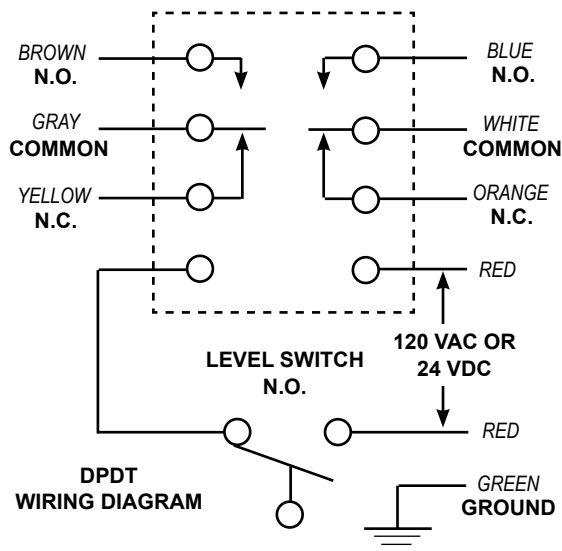 BROWN
N.O.
GRAY
COMMON
YELLOW
N.C.
BLUE
N.O.
WHITE
COMMON
ORANGE
N.C.
RED
120 VAC OR
24 VDC
LEVEL SWITCH
N.O.
RED
DPDT
WIRING DIAGRAM
GREEN
GROUND